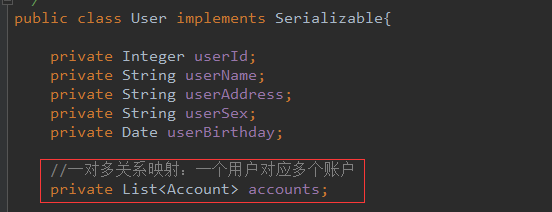 /
public class User implements Serializable{
private Integer userId;
private String userName;
private String userAddress;
private String userSex;
private Date userBirthday;
//一对多关系映射：一个用户对应多个账户
private List<Account> accounts;